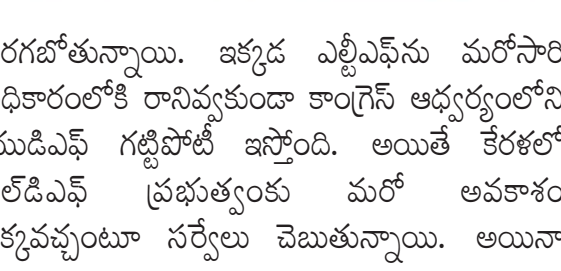 రగబోతున్నాయి. ఇక్కడ ఎల్టీఎఫ్‌ను మరోసారి
ధికారంలోకి రానివ్వకుండా కాంగ్రెస్ ఆధ్వర్యంలోని
ముడిఎఫ్ గట్టిపోటీ ఇస్తోంది. అయితే కేరళలో
ల్‌డిఎఫ్ ప్రభుత్వంకు మరో అవకాశం
క్కవచ్చంటూ సర్వేలు చెబుతున్నాయి. అయినా